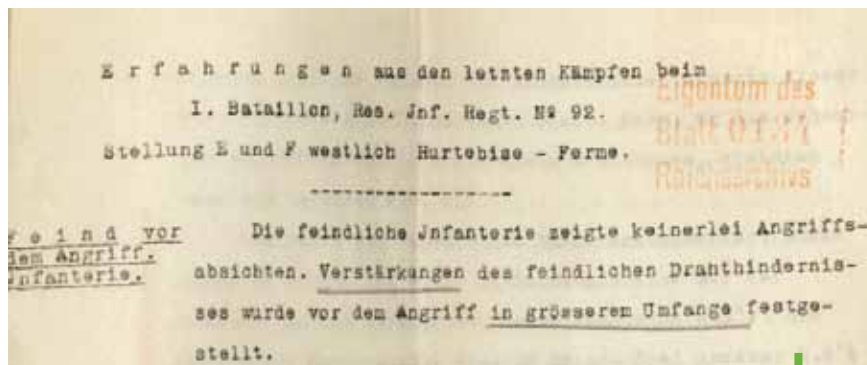 Erfahrungen aus den letzten Kämpfen beim
I. Bataillon, Res. Jnf. Regt. № 92.
Stellung E und F westlich Hurtebise - Ferme.
Eigentum des
Blatt
Reichsarchivs
Feind vor
dem Angriff.
Jnfanterie.
Die feindliche Jnfanterie zeigte keinerlei Angriffs-
absichten. Verstärkungen des feindlichen Drahthindernis-
ses wurde vor dem Angriff in grösserem Umfange festge-
stellt.